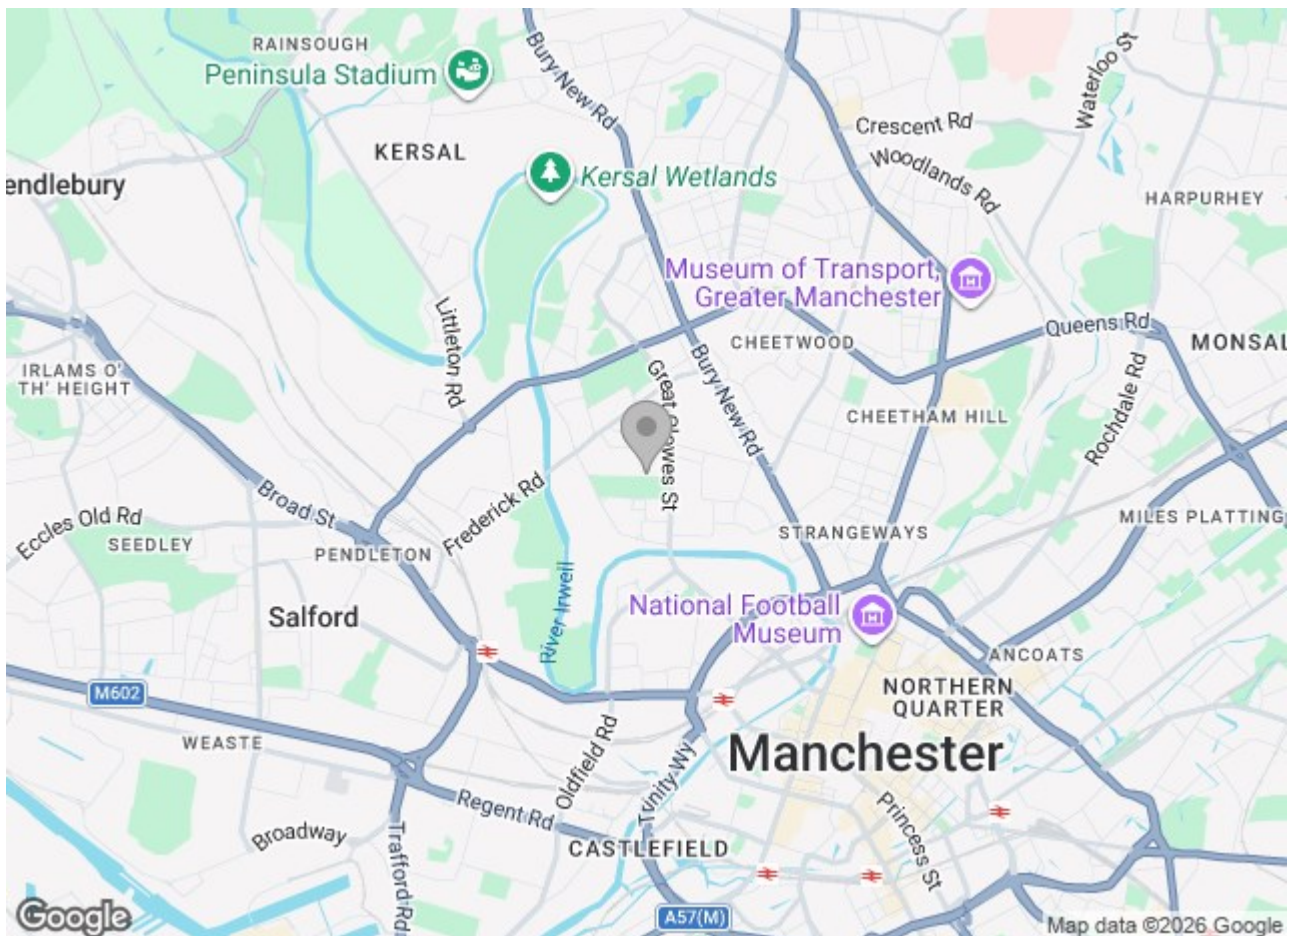 RAINSOUGH
Peninsula Stadium
Bury New Rd
Waterloo St
Crescent Rd
KERSAL
Woodlands Rd
endlebury
Kersal Wetlands
HARPURHEY
Museum of Transport,
Greater Manchester
Littleton Rd
Queens Rd
CHEETWOOD
MONSAL
IRLAMS O'
TH' HEIGHT
Great Clowes St
Bury New Rd
Rochdale Rd
CHEETHAM HILL
Broad St
Frederick Rd
Eccles Old Rd
SEEDLEY
PENDLETON
STRANGEWAYS
MILES PLATTING
Salford
River Irwell
National Football
Museum
ANCOATS
M602
NORTHERN
QUARTER
WEASTE
Oldfield Rd
Trinity Wy
Manchester
Regent Rd
Princess St
Broadway
Trafford Rd
CASTLEFIELD
A57(M)
Google
Map data ©2026 Google